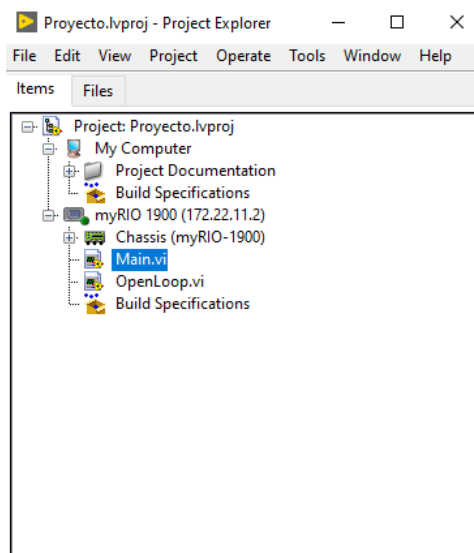 Proyecto.lvproj - Project Explorer
File Edit View Project Operate Tools Window Help
Items Files
Project: Proyecto.lvproj
My Computer
Project Documentation
Build Specifications
myRIO 1900 (172.22.11.2)
Chassis (myRIO-1900)
Main.vi
OpenLoop.vi
Build Specifications